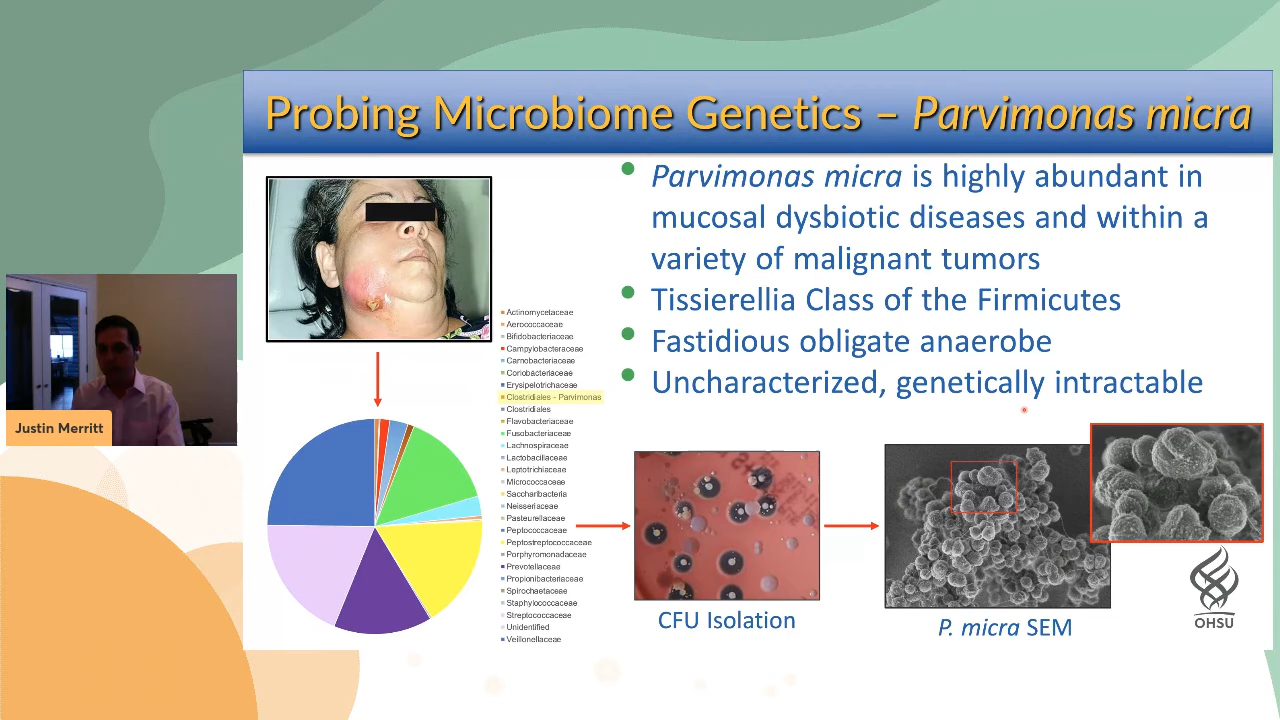 Probing Microbiome Genetics – Parvimonas micra
Parvimonas micra is highly abundant in
mucosal dysbiotic diseases and within a
variety of malignant tumors
Tissierellia Class of the Firmicutes
Fastidious obligate anaerobe
Uncharacterized, genetically intractable
Actinomycetaceae
Aerococcaceae
Bifidobacteriaceae
Campylobacteraceae
Carnobacteriaceae
Coriobacteriaceae
Erysipelotrichaceae
Clostridiales - Parvimonas
Clostridiales
Flavobacteriaceae
Fusobacteriaceae
Lachnospiraceae
Lactobacillaceae
Leptotrichiaceae
Micrococcaceae
Saccharibacteria
Neisseriaceae
Pasteurellaceae
Peptococcaceae
Peptostreptococcaceae
Porphyromonadaceae
Prevotellaceae
Propionibacteriaceae
Spirochaetaceae
Staphylococcaceae
Streptococcaceae
Unidentified
Veillonellaceae
Justin Merritt
CFU Isolation
P. micra SEM
OHSU